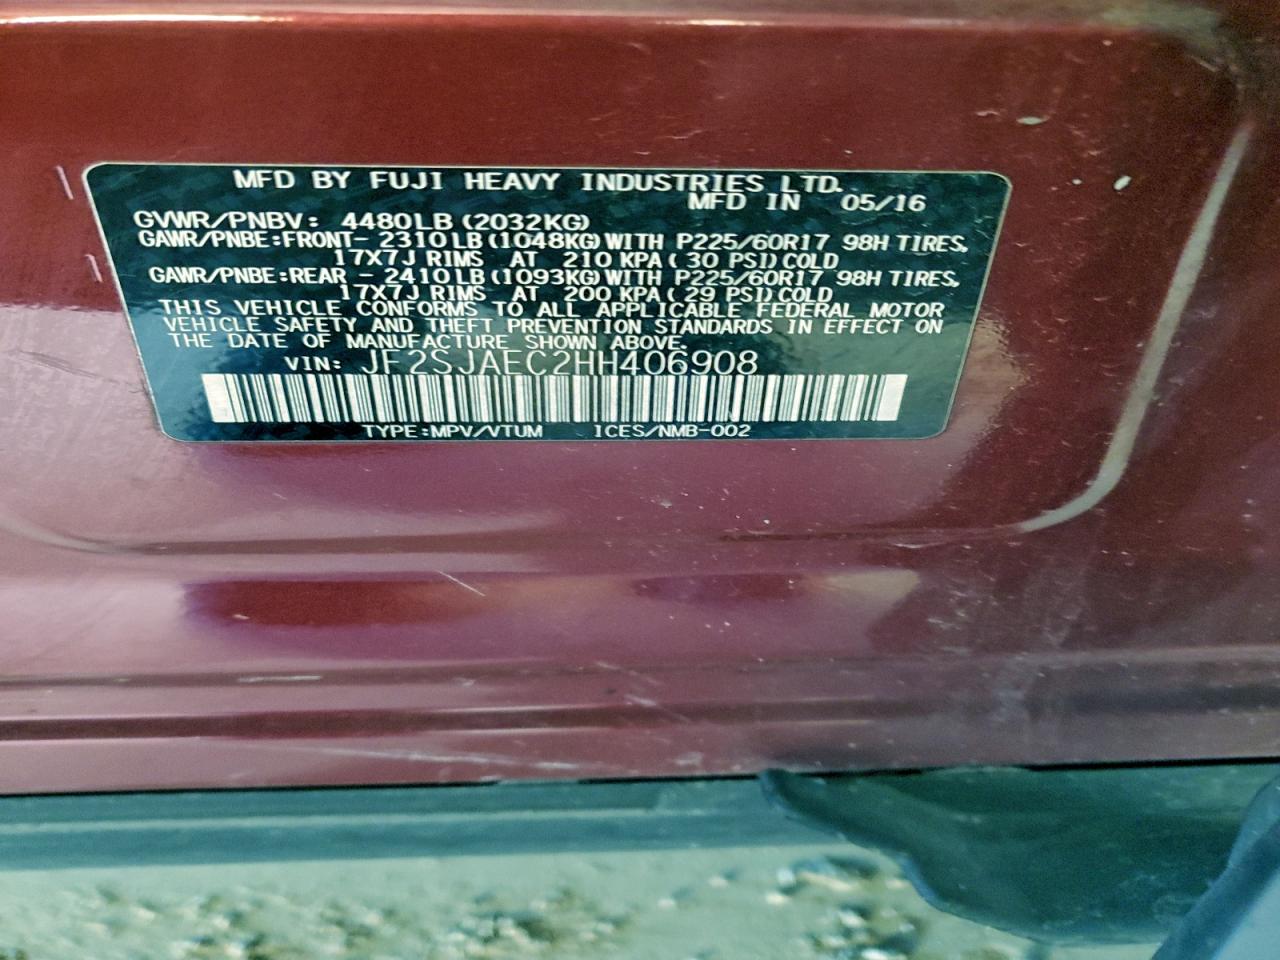 MFD BY FUJI HEAVY INDUSTRIES LTD.
MFD IN 05/16
GVWR/PNBV: 4480LB (2032KG)
GAWR/PNBE:FRONT- 2310LB (1048KG) WITH P225/60R17 98H TIRES,
17X7J RIMS AT 210 KPA ( 30 PSI) COLD
GAWR/PNBE:REAR - 2410LB (1093KG) WITH P225/60R17 98H TIRES,
17X7J RIMS AT 200 KPA ( 29 PSI) COLD
THIS VEHICLE CONFORMS TO ALL APPLICABLE FEDERAL MOTOR
VEHICLE SAFETY AND THEFT PREVENTION STANDARDS IN EFFECT ON
THE DATE OF MANUFACTURE SHOWN ABOVE.
VIN: JF2SJAEC2HH406908
TYPE:MPV/VTUM ICES/NMB-002